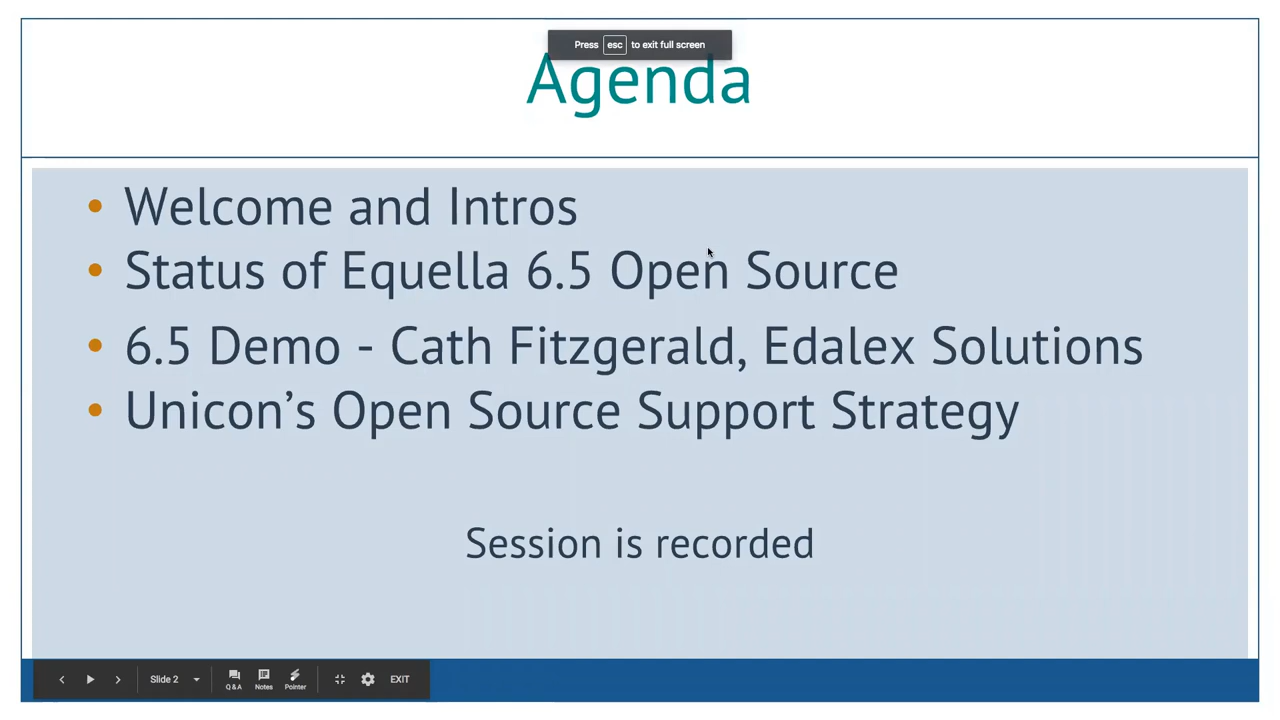 Press esc to exit full screen
Agenda
• Welcome and Intros
• Status of Equella 6.5 Open Source
• 6.5 Demo - Cath Fitzgerald, Edalex Solutions
• Unicon’s Open Source Support Strategy
Session is recorded
Slide 2
Q&A
Notes
Pointer
EXIT